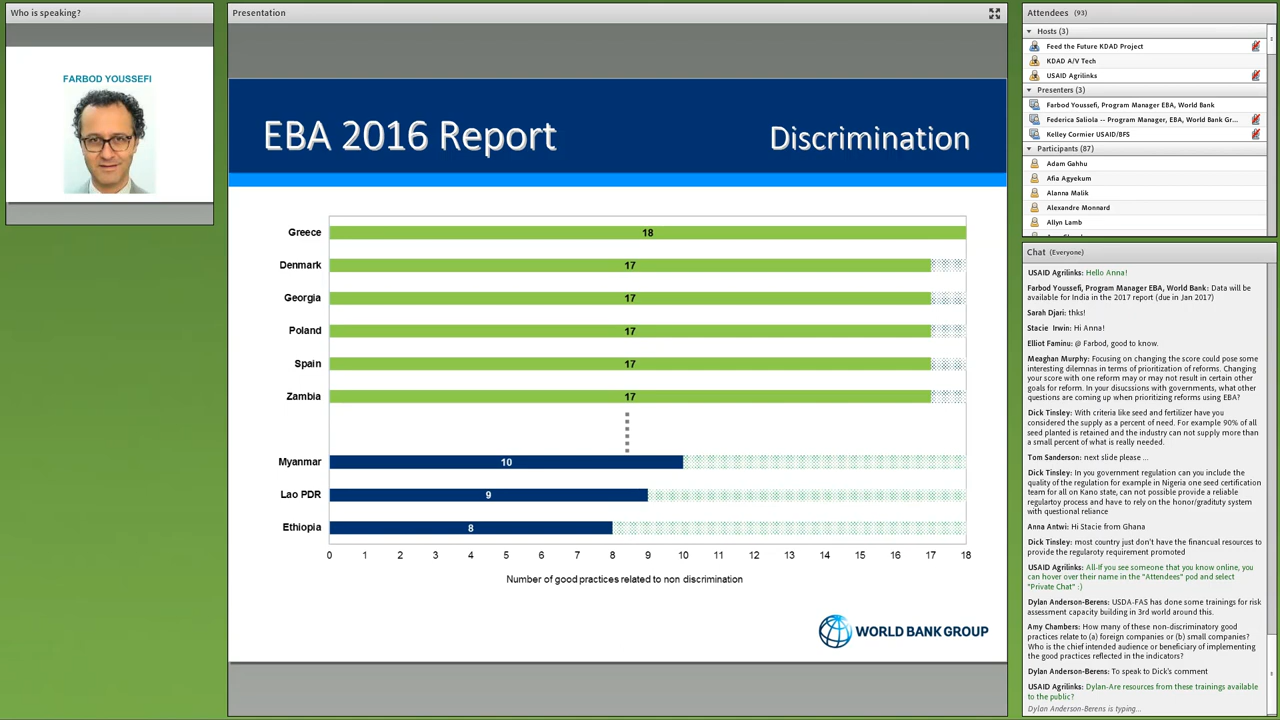 Who is speaking?
FARBOD YOUSSEFI
Presentation
EBA 2016 Report
Discrimination
Greece
18
Denmark
17
Georgia
17
Poland
17
Spain
17
Zambia
17
Myanmar
10
Lao PDR
9
Ethiopia
8
0 1 2 3 4 5 6 7 8 9 10 11 12 13 14 15 16 17 18
Number of good practices related to non discrimination
WORLD BANK GROUP
Attendees (93)
Hosts (3)
Feed the Future KDAD Project
KDAD A/V Tech
USAID Agrilinks
Presenters (3)
Farbod Youssefi, Program Manager EBA, World Bank
Federica Saliola -- Program Manager, EBA, World Bank Gr...
Kelley Cormier USAID/BFS
Participants (87)
Adam Gahhu
Afia Agyekum
Alanna Malik
Alexandre Monnard
Allyn Lamb
Chat (Everyone)
USAID Agrilinks: Hello Anna!
Farbod Youssefi, Program Manager EBA, World Bank: Data will be
available for India in the 2017 report (due in Jan 2017)
Sarah Djari: thks!
Stacie Irwin: Hi Anna!
Elliot Faminu: @ Farbod, good to know.
Meaghan Murphy: Focusing on changing the score could pose some
interesting dilemnas in terms of prioritization of reforms. Changing
your score with one reform may or may not result in certain other
goals for reform. In your disucssions with governments, what other
questions are coming up when prioritizing reforms using EBA?
Dick Tinsley: With criteria like seed and fertilizer have you
considered the supply as a percent of need. For example 90% of all
seed planted is retained and the industry can not supply more than
a small percent of what is really needed.
Tom Sanderson: next slide please ...
Dick Tinsley: In you government regulation can you include the
quality of the regulation for example in Nigeria one seed certification
team for all on Kano state, can not possible provide a reliable
regulartoy process and have to rely on the honor/gradituty system
with questional reliance
Anna Antwi: Hi Stacie from Ghana
Dick Tinsley: most country just don't have the financual resources to
provide the regularoty requirement promoted
USAID Agrilinks: All-If you see someone that you know online, you
can hover over their name in the "Attendees" pod and select
"Private Chat" :)
Dylan Anderson-Berens: USDA-FAS has done some trainings for risk
assessment capacity building in 3rd world around this.
Amy Chambers: How many of these non-discriminatory good
practices relate to (a) foreign companies or (b) small companies?
Who is the chief intended audience or beneficiary of implementing
the good practices reflected in the indicators?
Dylan Anderson-Berens: To speak to Dick's comment
USAID Agrilinks: Dylan-Are resources from these trainings available
to the public?
Dylan Anderson-Berens is typing...